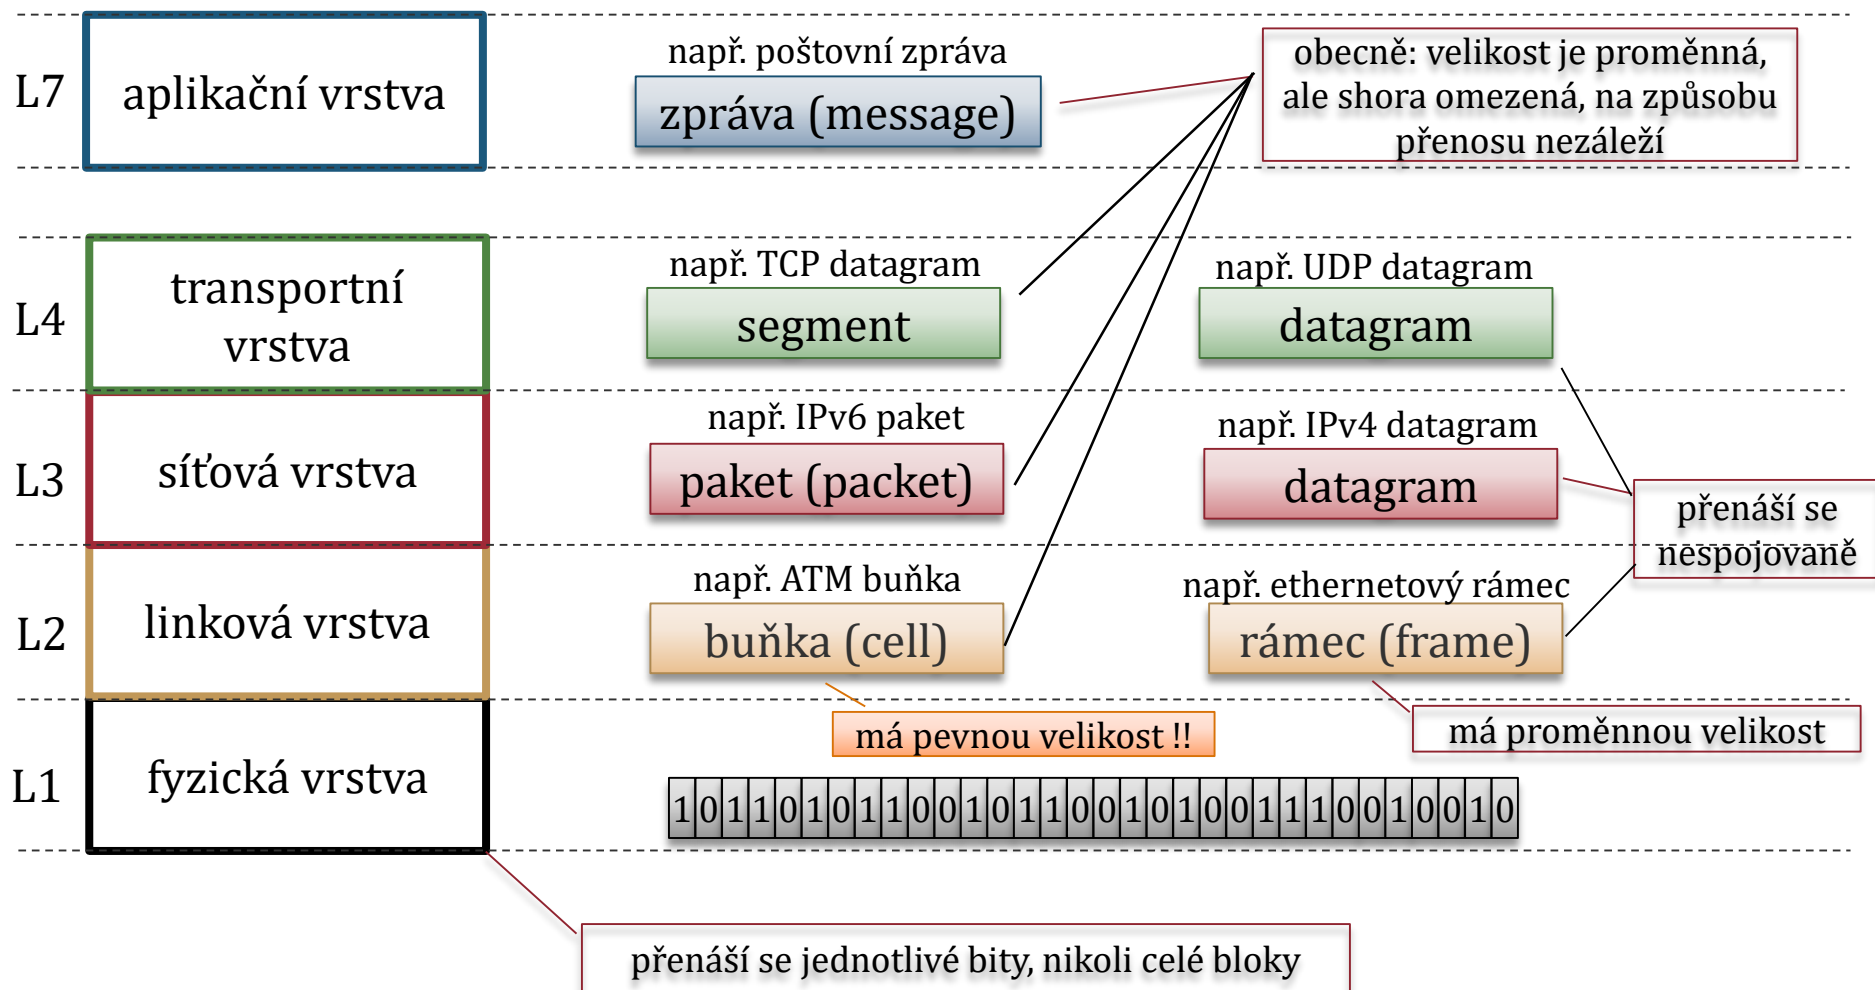 L7
aplikační vrstva
např. poštovní zpráva
zpráva (message)
obecně: velikost je proměnná,
ale shora omezená, na způsobu
přenosu nezáleží
L4
transportní
vrstva
např. TCP datagram
segment
např. UDP datagram
datagram
L3
síťová vrstva
např. IPv6 paket
paket (packet)
např. IPv4 datagram
datagram
přenáší se
nespojovaně
L2
linková vrstva
např. ATM buňka
buňka (cell)
např. ethernetový rámec
rámec (frame)
má pevnou velikost !!
má proměnnou velikost
L1
fyzická vrstva
10110101100101100101001110010010
přenáší se jednotlivé bity, nikoli celé bloky